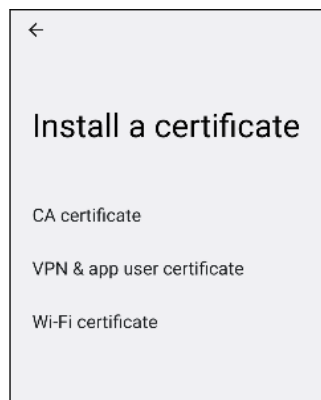 Install a certificate
CA certificate
VPN & app user certificate
Wi-Fi certificate